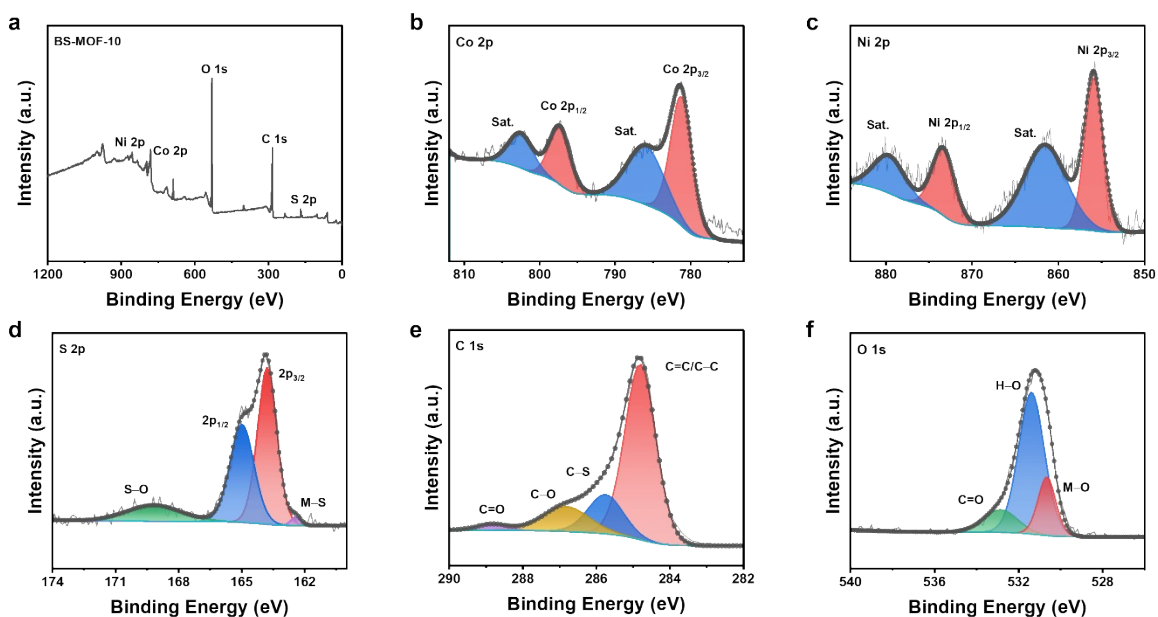 a
BS-MOF-10
O 1s
Ni 2p
Co 2p
C 1s
S 2p
Intensity (a.u.)
1200 900 600 300 0
Binding Energy (eV)
b
Co 2p
Co 2p3/2
Co 2p1/2
Sat.
Sat.
Intensity (a.u.)
810 800 790 780
Binding Energy (eV)
c
Ni 2p
Ni 2p3/2
Sat.
Ni 2p1/2
Sat.
Intensity (a.u.)
880 870 860 850
Binding Energy (eV)
d
S 2p
2p3/2
2p1/2
S–O
M–S
Intensity (a.u.)
174 171 168 165 162
Binding Energy (eV)
e
C 1s
C=C/C–C
C–S
C–O
C=O
Intensity (a.u.)
290 288 286 284 282
Binding Energy (eV)
f
O 1s
H–O
M–O
C=O
Intensity (a.u.)
540 536 532 528
Binding Energy (eV)